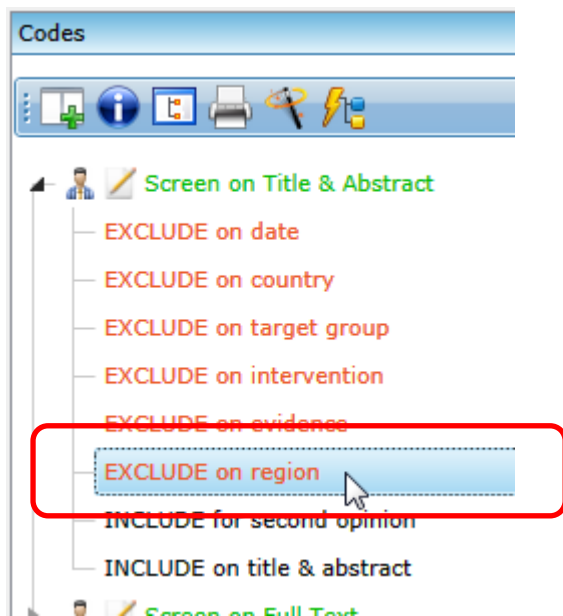 Codes
Screen on Title & Abstract
EXCLUDE on date
EXCLUDE on country
EXCLUDE on target group
EXCLUDE on intervention
EXCLUDE on evidence
EXCLUDE on region
INCLUDE for second opinion
INCLUDE on title & abstract
Screen on Full Text